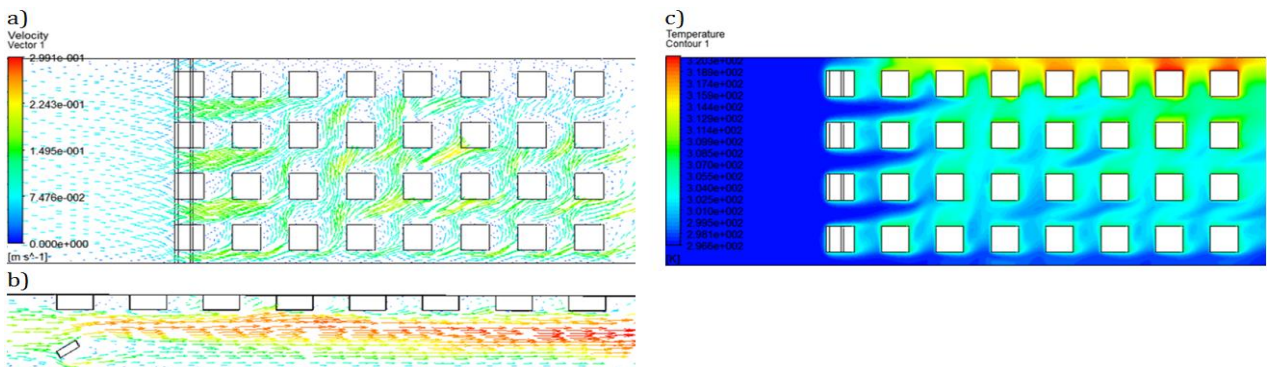 a)
Velocity
Vector 1
2.991e-001
2.243e-001
1.495e-001
7.476e-002
0.000e+000
[m s^-1]
b)
c)
Temperature
Contour 1
3.203e+002
3.188e+002
3.174e+002
3.159e+002
3.144e+002
3.129e+002
3.114e+002
3.099e+002
3.085e+002
3.070e+002
3.055e+002
3.040e+002
3.025e+002
3.010e+002
2.995e+002
2.981e+002
2.966e+002
[K]